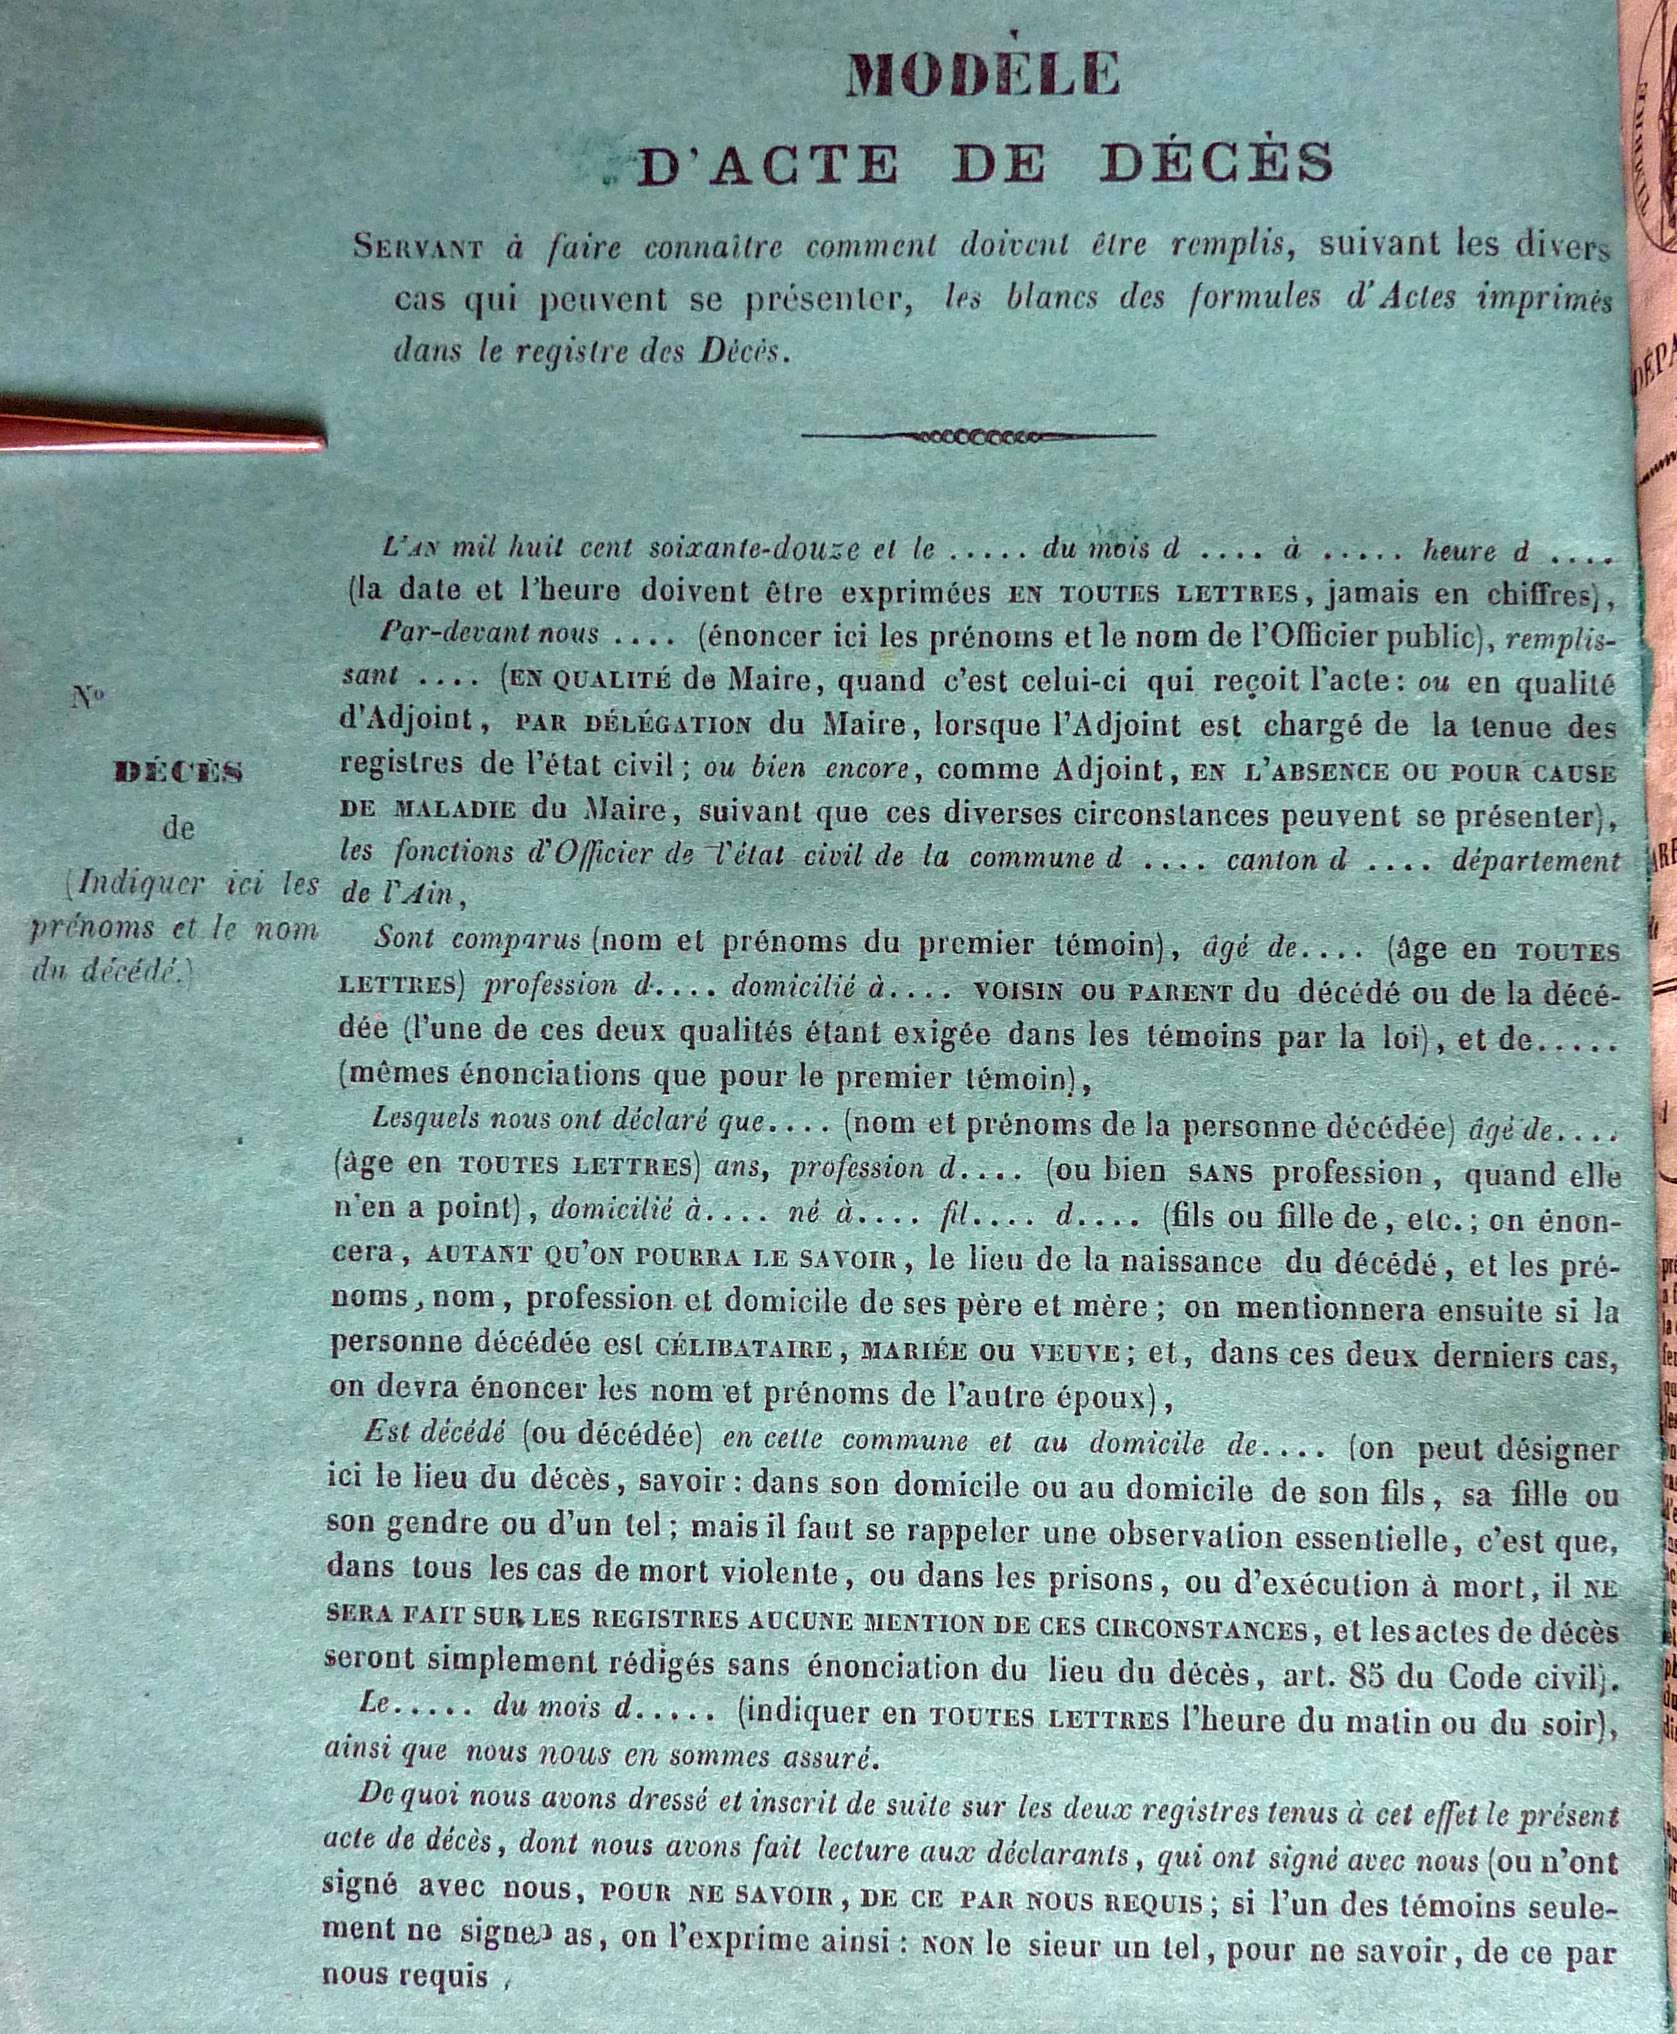 MODÈLE
D'ACTE DE DÉCÈS
SERVANT à faire connaître comment doivent être remplis, suivant les divers
cas qui peuvent se présenter, les blancs des formules d'Actes imprimés
dans le registre des Décès.
No
DÉCÈS
de
(Indiquer ici les
prénoms et le nom
du décédé.)
L'AN mil huit cent soixante-douze et le ..... du mois d .... à ..... heure d ....
(la date et l'heure doivent être exprimées EN TOUTES LETTRES, jamais en chiffres),
Par-devant nous .... (énoncer ici les prénoms et le nom de l'Officier public), remplis-
sant .... (EN QUALITÉ de Maire, quand c'est celui-ci qui reçoit l'acte: ou en qualité
d'Adjoint, PAR DÉLÉGATION du Maire, lorsque l'Adjoint est chargé de la tenue des
registres de l'état civil; ou bien encore, comme Adjoint, EN L'ABSENCE OU POUR CAUSE
DE MALADIE du Maire, suivant que ces diverses circonstances peuvent se présenter),
les fonctions d'Officier de l'état civil de la commune d .... canton d .... département
de l'Ain,
Sont comparus (nom et prénoms du premier témoin), âgé de.... (âge en TOUTES
LETTRES) profession d.... domicilié à.... VOISIN OU PARENT du décédé ou de la décé-
dée (l'une de ces deux qualités étant exigée dans les témoins par la loi), et de.....
(mêmes énonciations que pour le premier témoin),
Lesquels nous ont déclaré que.... (nom et prénoms de la personne décédée) âgé de....
(âge en TOUTES LETTRES) ans, profession d.... (ou bien SANS profession, quand elle
n'en a point), domicilié à.... né à.... fil.... d.... (fils ou fille de, etc.; on énon-
cera, AUTANT QU'ON POURRA LE SAVOIR, le lieu de la naissance du décédé, et les pré-
noms, nom, profession et domicile de ses père et mère; on mentionnera ensuite si la
personne décédée est CÉLIBATAIRE, MARIÉE OU VEUVE; et, dans ces deux derniers cas,
on devra énoncer les nom et prénoms de l'autre époux),
Est décédé (ou décédée) en cette commune et au domicile de.... (on peut désigner
ici le lieu du décès, savoir: dans son domicile ou au domicile de son fils, sa fille ou
son gendre ou d'un tel; mais il faut se rappeler une observation essentielle, c'est que,
dans tous les cas de mort violente, ou dans les prisons, ou d'exécution à mort, il NE
SERA FAIT SUR LES REGISTRES AUCUNE MENTION DE CES CIRCONSTANCES, et les actes de décès
seront simplement rédigés sans énonciation du lieu du décès, art. 85 du Code civil).
Le..... du mois d..... (indiquer en TOUTES LETTRES l'heure du matin ou du soir),
ainsi que nous nous en sommes assuré.
De quoi nous avons dressé et inscrit de suite sur les deux registres tenus à cet effet le présent
acte de décès, dont nous avons fait lecture aux déclarants, qui ont signé avec nous (ou n'ont
signé avec nous, POUR NE SAVOIR, DE CE PAR NOUS REQUIS; si l'un des témoins seule-
ment ne signe pas, on l'exprime ainsi: NON le sieur un tel, pour ne savoir, de ce par
nous requis,